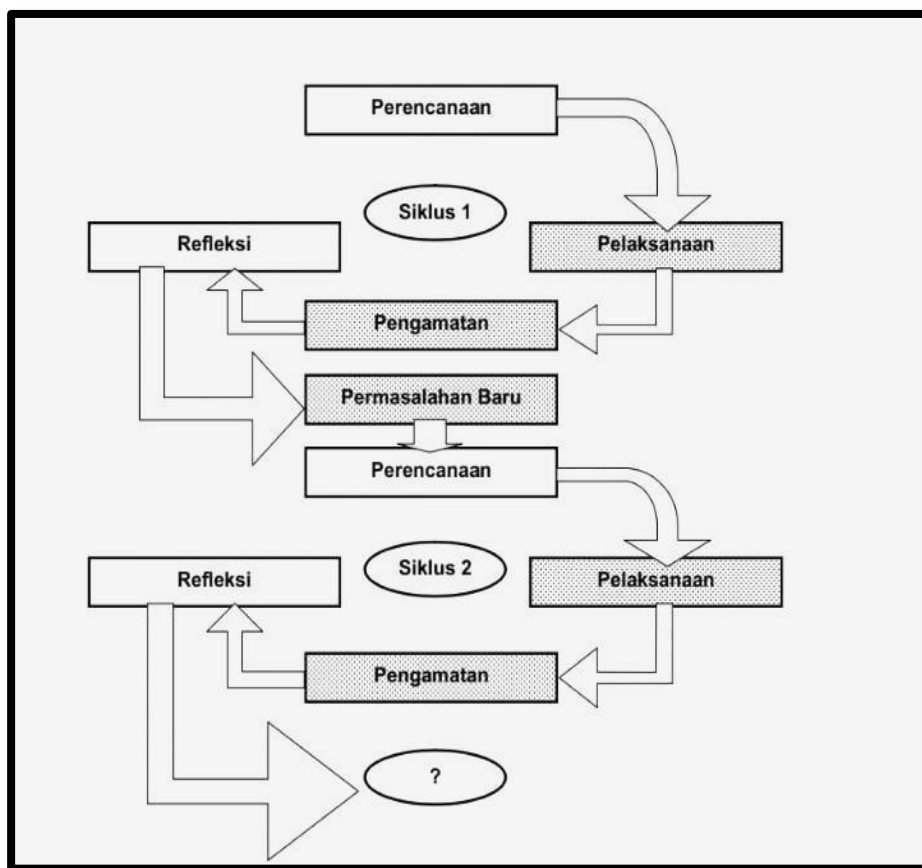 Perencanaan
Siklus 1
Refleksi
Pelaksanaan
Pengamatan
Permasalahan Baru
Perencanaan
Siklus 2
Refleksi
Pelaksanaan
Pengamatan
?